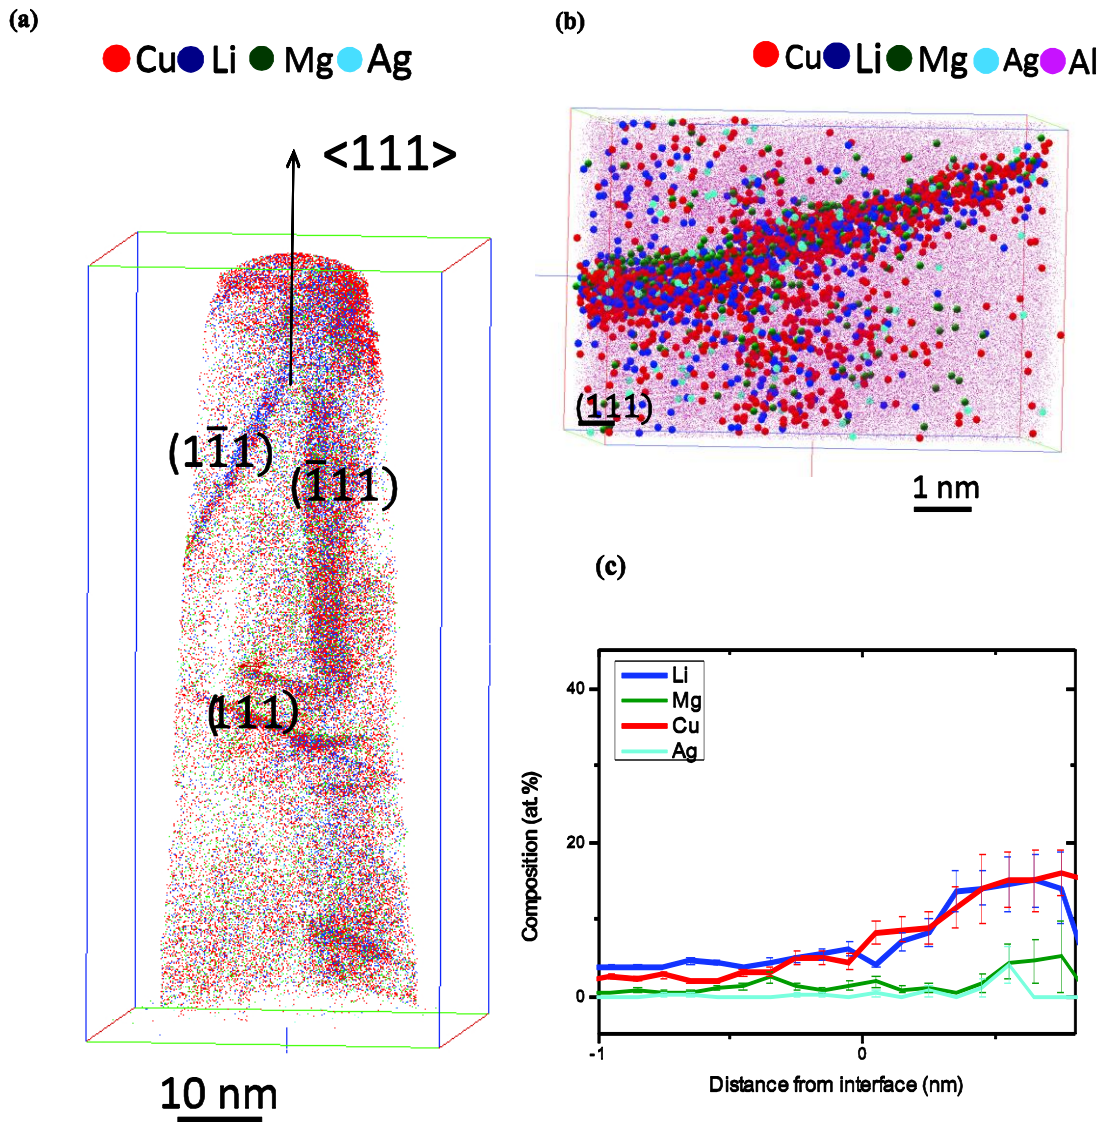 (a)
Cu Li Mg Ag
<111>
(11̅1)
(1̅11)
(111)
10 nm
(b)
Cu Li Mg Ag Al
(111)
1 nm
(c)
Li
Mg
Cu
Ag
40
20
0
Composition (at. %)
-1 0
Distance from interface (nm)